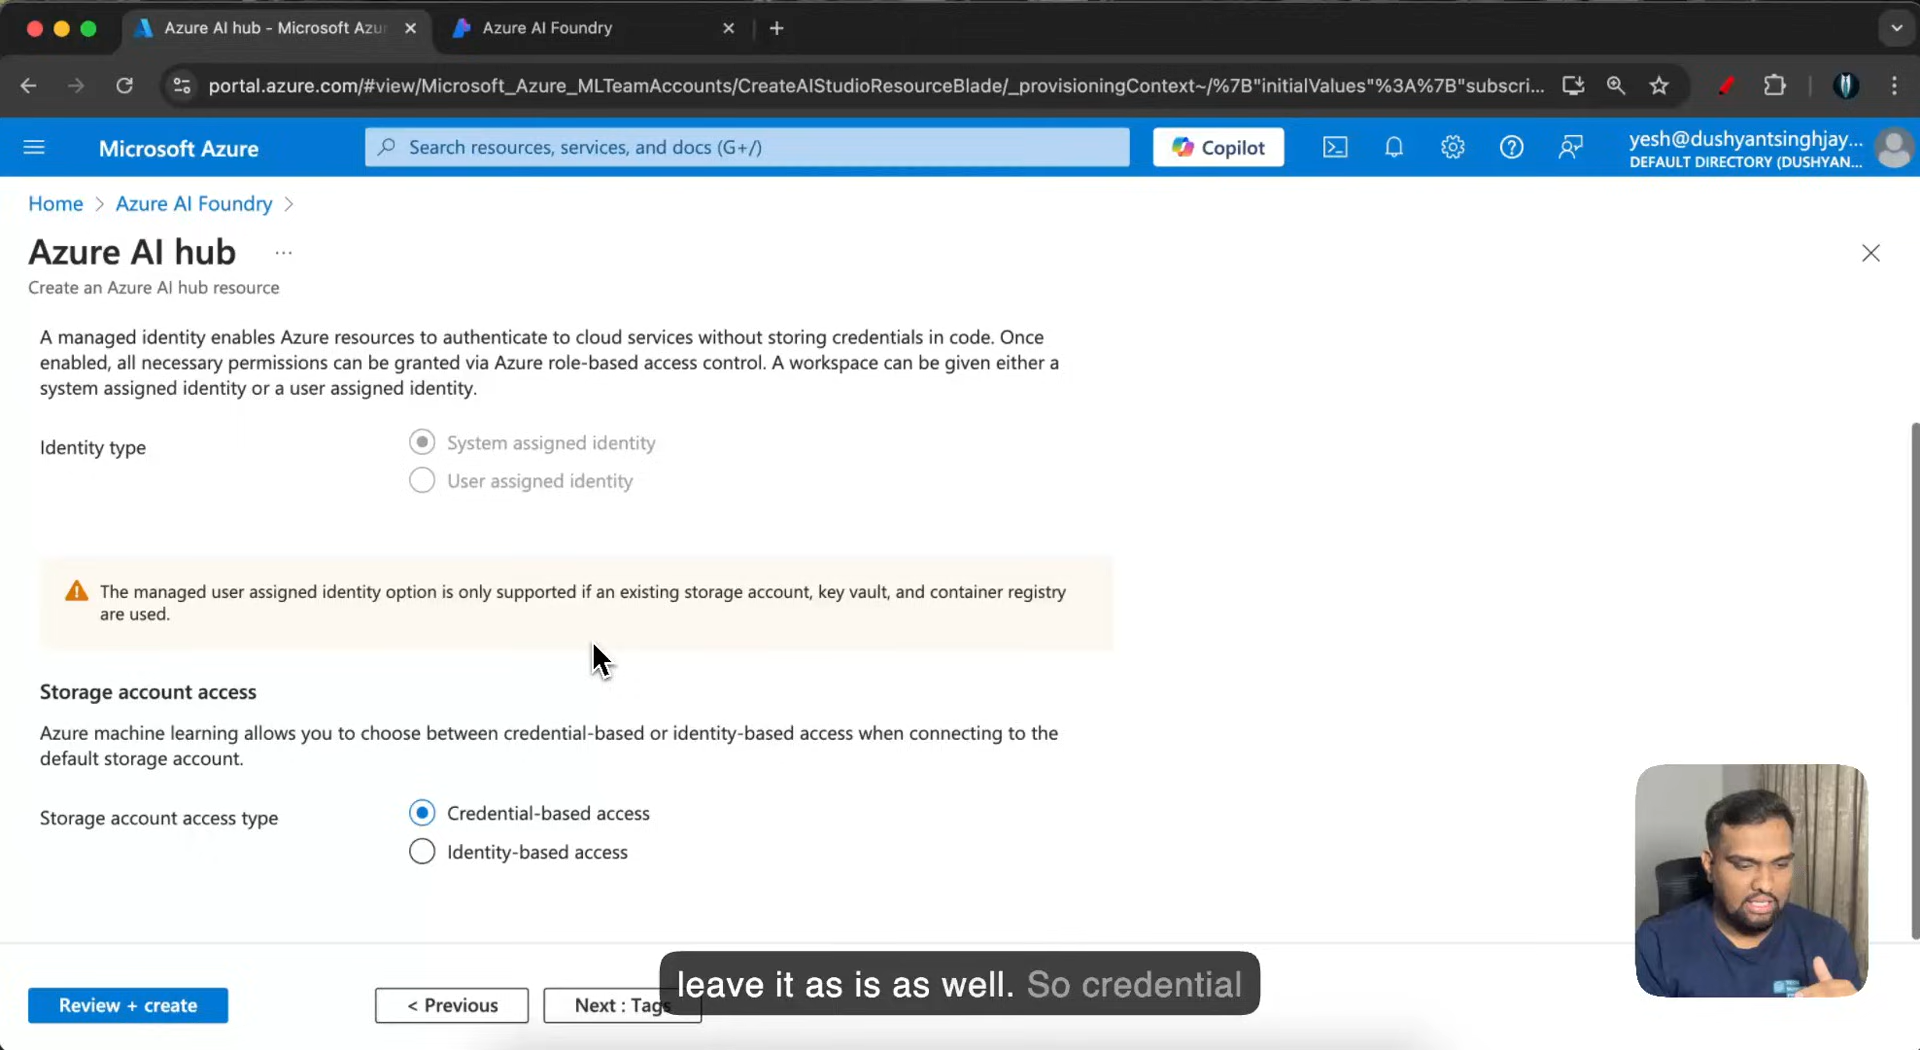 Azure AI hub - Microsoft Azu
Azure AI Foundry
portal.azure.com/#view/Microsoft_Azure_MLTeamAccounts/CreateAIStudioResourceBlade/_provisioningContext~/%7B"initialValues"%3A%7B"subscri...
Microsoft Azure
Search resources, services, and docs (G+/)
Copilot
yesh@dushyantsinghjay...
DEFAULT DIRECTORY (DUSHYAN...
Home > Azure AI Foundry >
Azure AI hub ...
Create an Azure AI hub resource
A managed identity enables Azure resources to authenticate to cloud services without storing credentials in code. Once
enabled, all necessary permissions can be granted via Azure role-based access control. A workspace can be given either a
system assigned identity or a user assigned identity.
Identity type
System assigned identity
User assigned identity
The managed user assigned identity option is only supported if an existing storage account, key vault, and container registry
are used.
Storage account access
Azure machine learning allows you to choose between credential-based or identity-based access when connecting to the
default storage account.
Storage account access type
Credential-based access
Identity-based access
leave it as is as well. So credential
Review + create
< Previous
Next : Tags